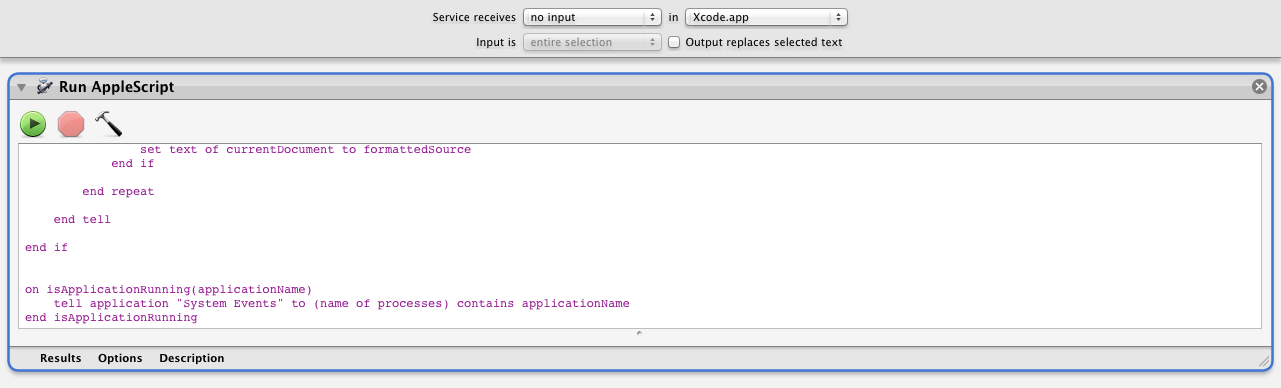 Service receives no input in Xcode.app
Input is entire selection Output replaces selected text
Run AppleScript
set text of currentDocument to formattedSource
end if
end repeat
end tell
end if
on isApplicationRunning(applicationName)
tell application "System Events" to (name of processes) contains applicationName
end isApplicationRunning
Results Options Description